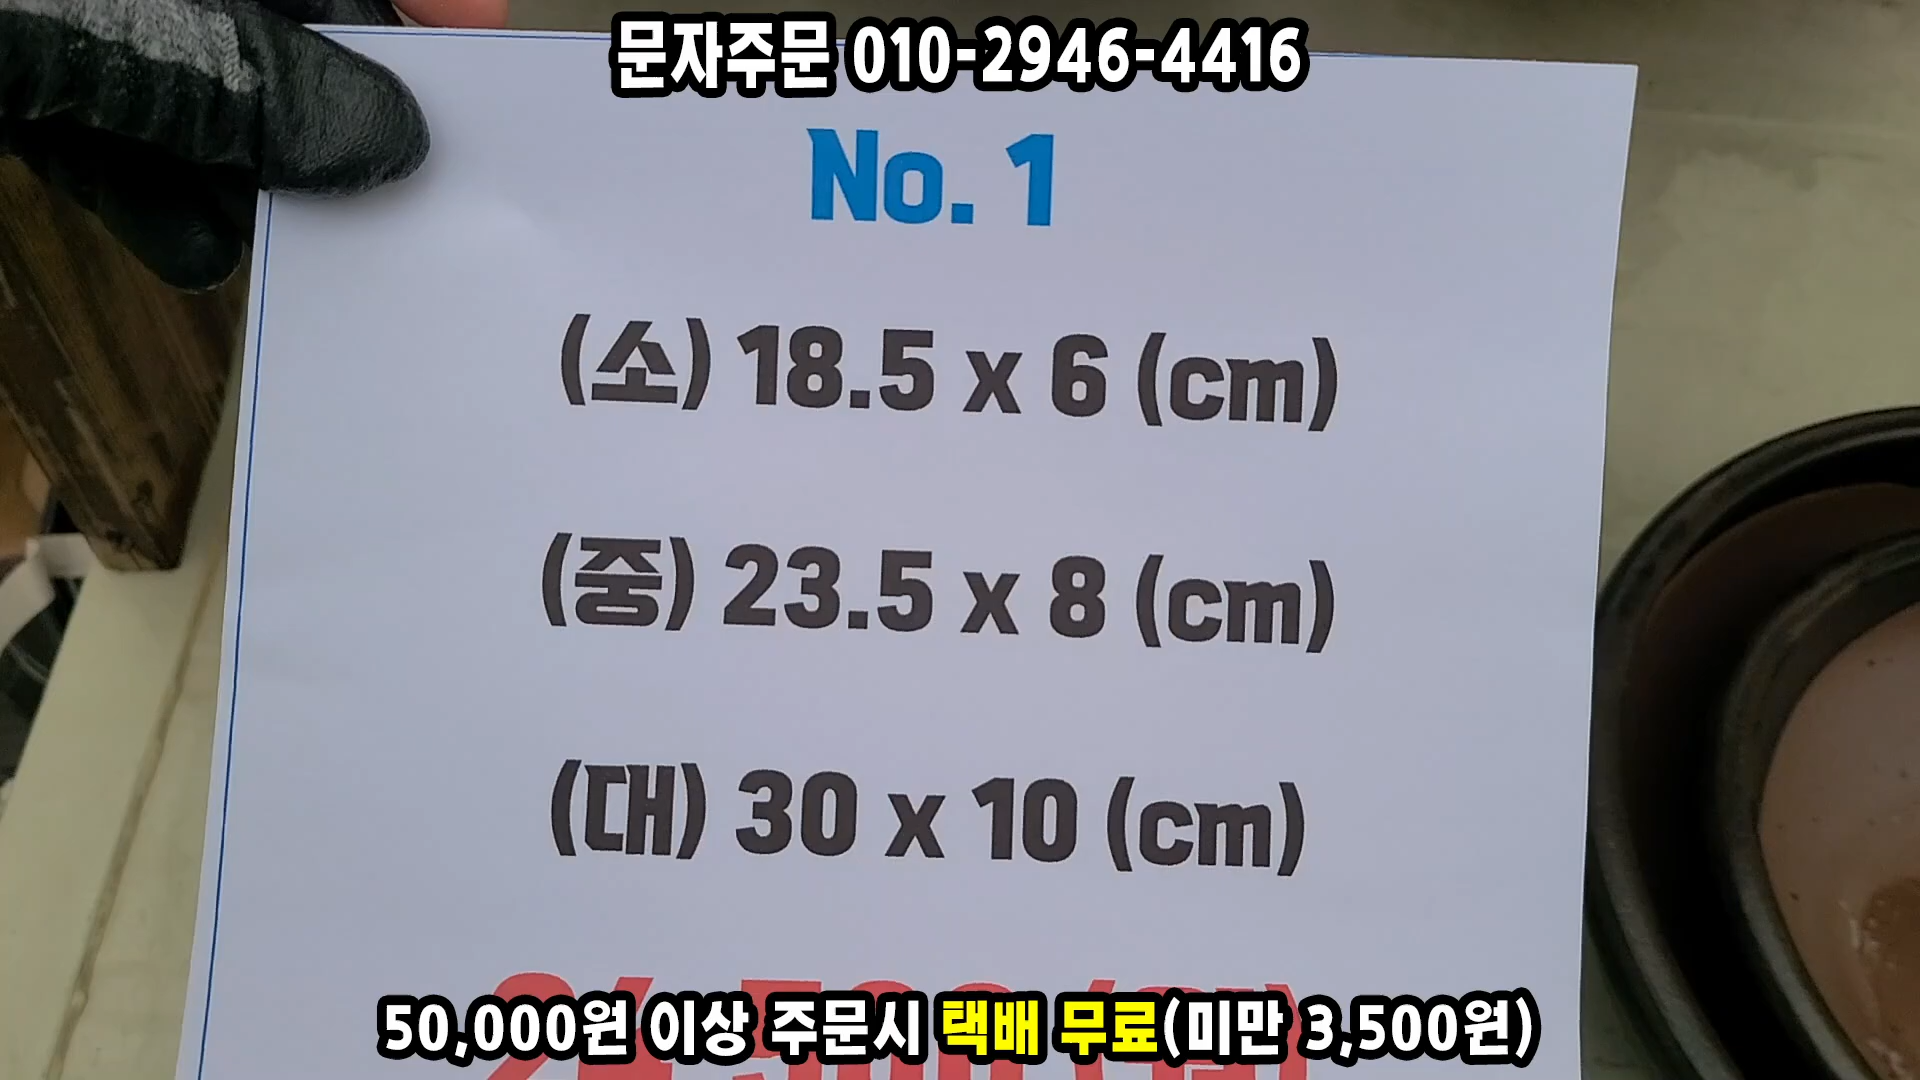 문자주문 010-2946-4416
No. 1
(소) 18.5 x 6 (cm)
(중) 23.5 x 8 (cm)
(대) 30 x 10 (cm)
50,000원 이상 주문시 택배 무료(미만 3,500원)